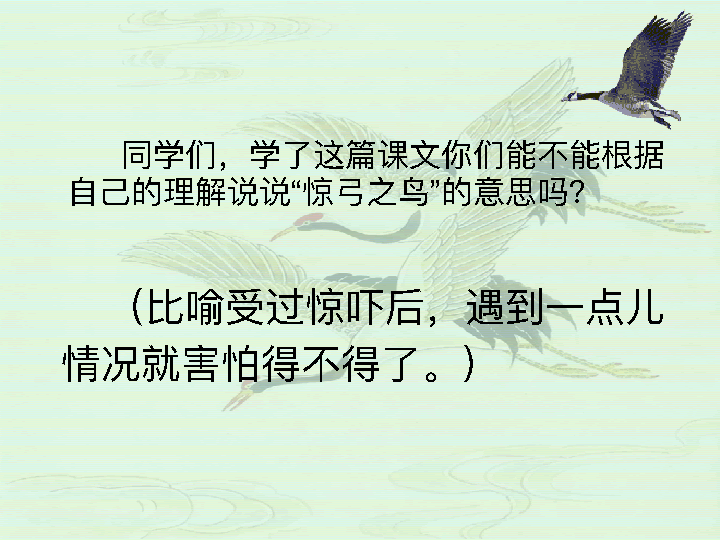 同学们，学了这篇课文你们能不能根据
自己的理解说说“惊弓之鸟”的意思吗？
（比喻受过惊吓后，遇到一点儿
情况就害怕得不得了。）